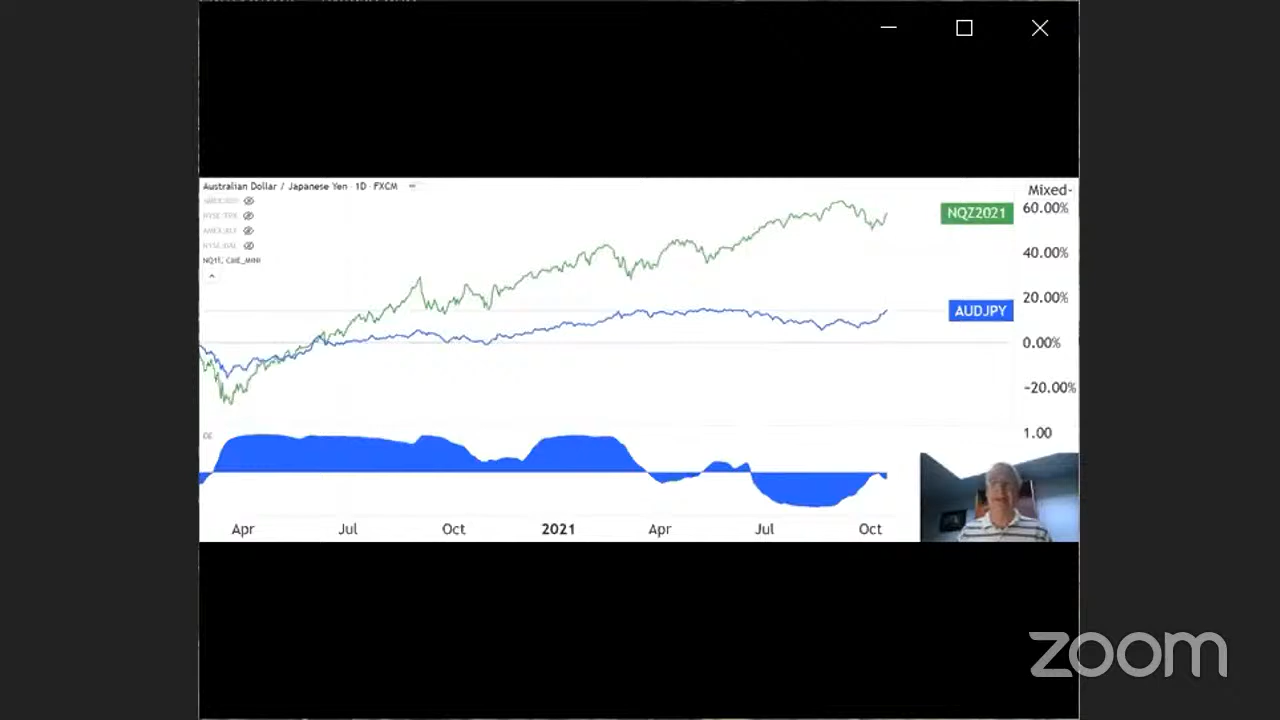 Australian Dollar / Japanese Yen · 1D · FXCM
Mixed-
60.00%
NQZ2021
NQ1!, CME_MINI
40.00%
20.00%
AUDJPY
0.00%
-20.00%
1.00
Apr Jul Oct 2021 Apr Jul Oct
zoom